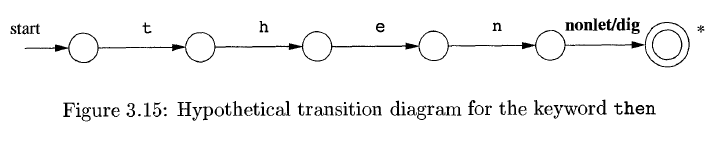 start t h e n nonlet/dig *
Figure 3.15: Hypothetical transition diagram for the keyword then